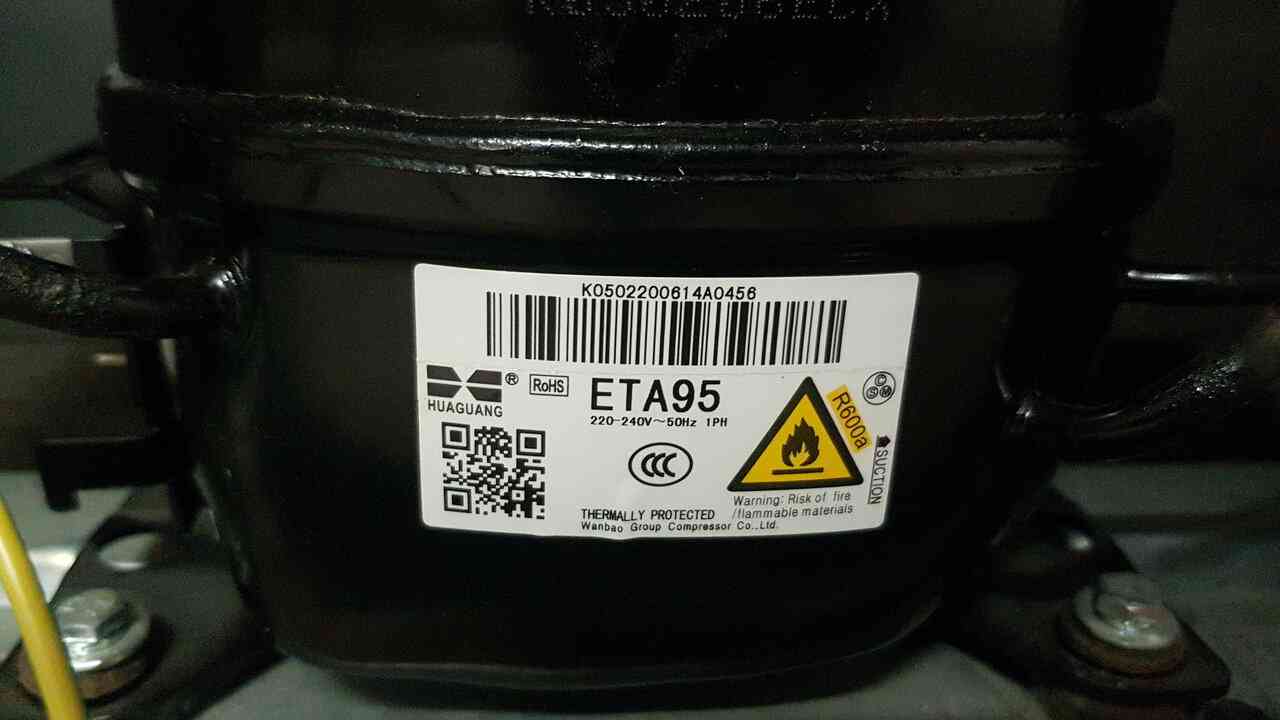 K0502200614A0456
HUAGUANG ®
RoHS
ETA95
220-240V~50Hz 1PH
CCC
R600a
C S M
SUCTION
Warning: Risk of fire
/flammable materials
THERMALLY PROTECTED
Wanbao Group Compressor Co.,Ltd.